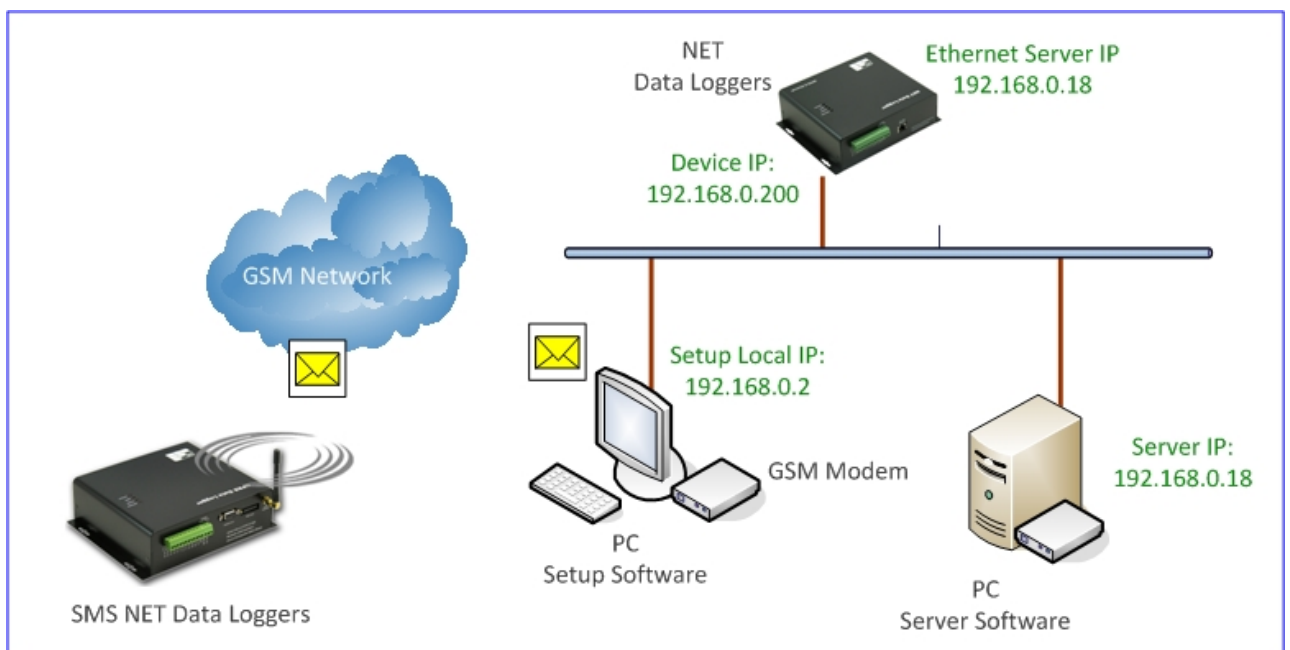 NET
Data Loggers
Ethernet Server IP
192.168.0.18
Device IP:
192.168.0.200
GSM Network
Setup Local IP:
192.168.0.2
GSM Modem
Server IP:
192.168.0.18
PC
Setup Software
SMS NET Data Loggers
PC
Server Software